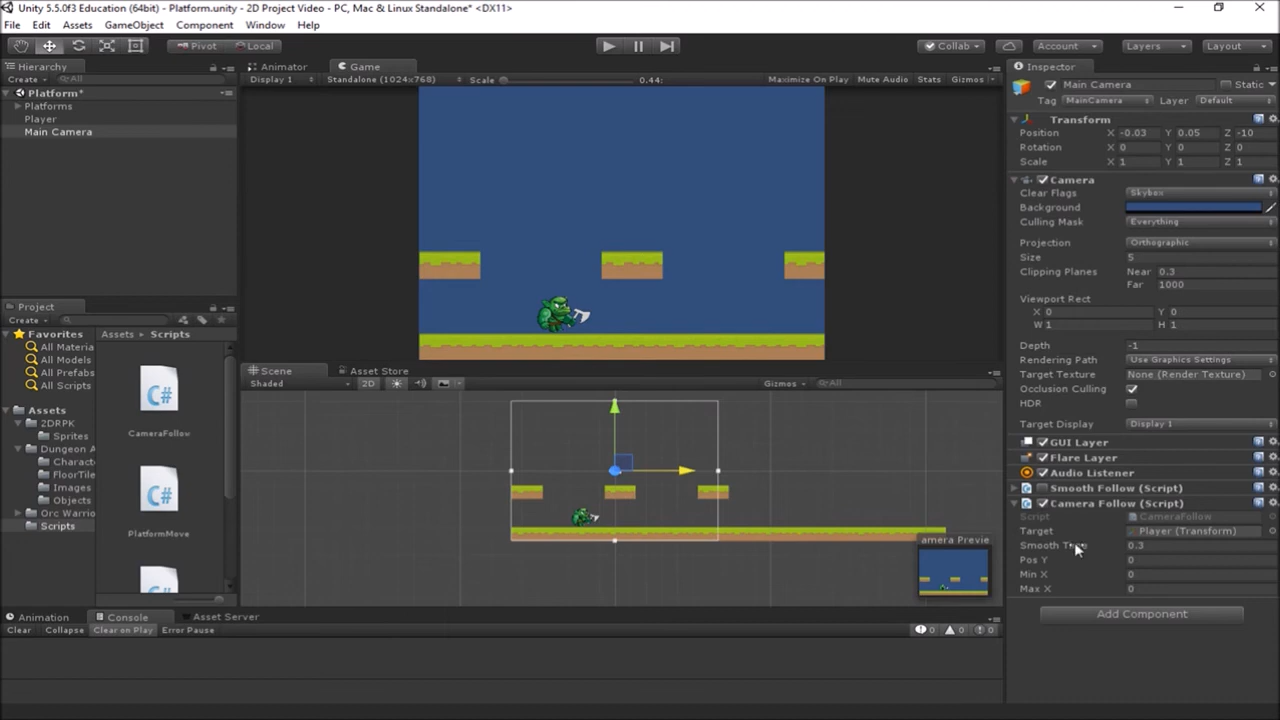 Unity 5.5.0f3 Education (64bit) - Platform.unity - 2D Project Video - PC, Mac & Linux Standalone* <DX11>
File Edit Assets GameObject Component Window Help
Pivot Local Collab Account Layers Layout
Hierarchy
Create All
Platform*
Platforms
Player
Main Camera
Animator Game
Display 1 Standalone (1024x768) Scale 0.44: Maximize On Play Mute Audio Stats Gizmos
Project
Create
Favorites
All Materia
All Models
All Prefabs
All Scripts
Assets
2DRPK
Sprites
Dungeon A
Charact
FloorTile
Images
Objects
Orc Warrio
Scripts
Assets Scripts
CameraFollow
PlatformMove
Scene Asset Store
Shaded 2D Gizmos All
amera Previe
Animation Console Asset Server
Clear Collapse Clear on Play Error Pause 0 0 0
Inspector
Main Camera Static
Tag MainCamera Layer Default
Transform
Position X -0.03 Y 0.05 Z -10
Rotation X 0 Y 0 Z 0
Scale X 1 Y 1 Z 1
Camera
Clear Flags Skybox
Background
Culling Mask Everything
Projection Orthographic
Size 5
Clipping Planes Near 0.3
Far 1000
Viewport Rect
X 0 Y 0
W 1 H 1
Depth -1
Rendering Path Use Graphics Settings
Target Texture None (Render Texture)
Occlusion Culling
HDR
Target Display Display 1
GUI Layer
Flare Layer
Audio Listener
Smooth Follow (Script)
Camera Follow (Script)
Script CameraFollow
Target Player (Transform)
Smooth Time 0.3
Pos Y 0
Min X 0
Max X 0
Add Component